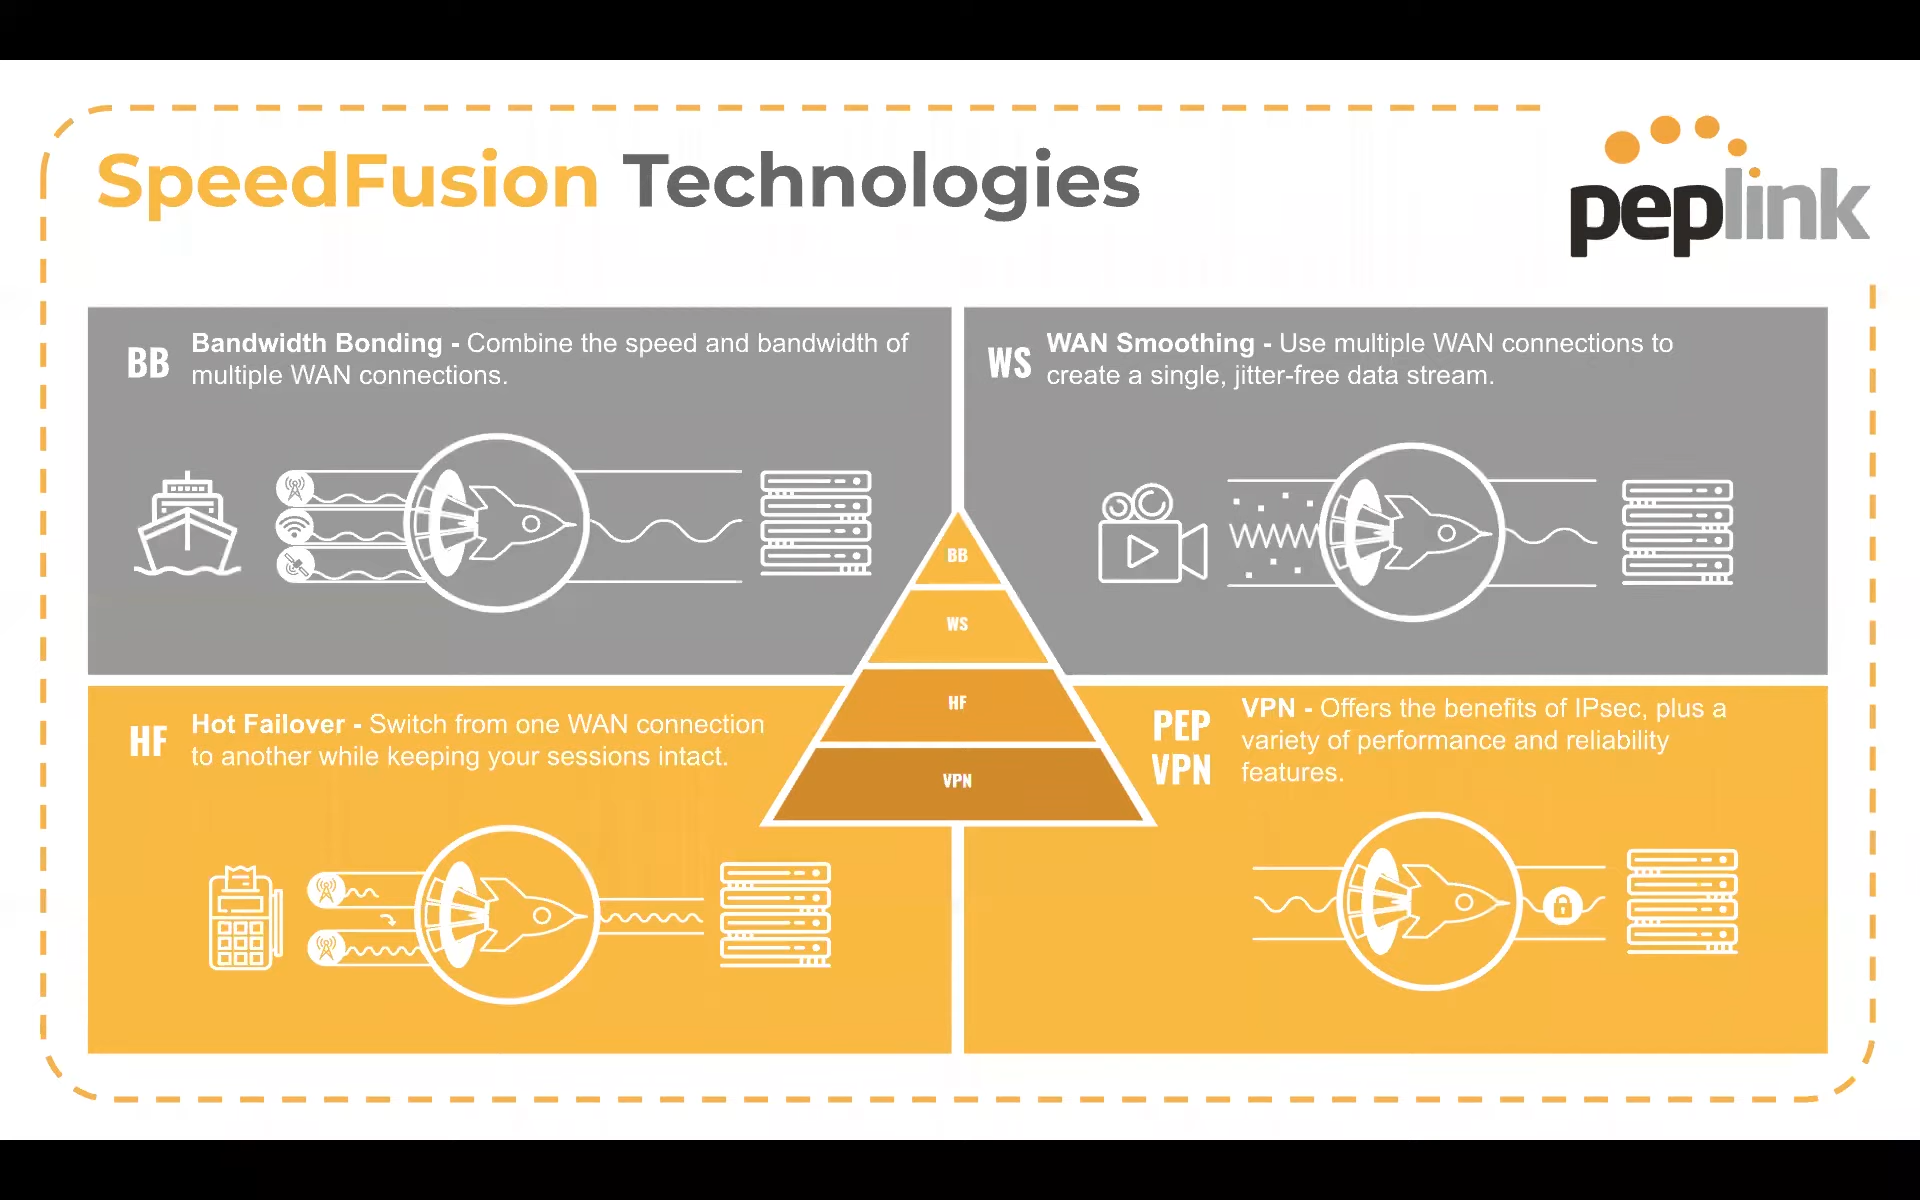 SpeedFusion Technologies
peplink
BB
Bandwidth Bonding - Combine the speed and bandwidth of
multiple WAN connections.
WS
WAN Smoothing - Use multiple WAN connections to
create a single, jitter-free data stream.
BB
WS
HF
VPN
HF
Hot Failover - Switch from one WAN connection
to another while keeping your sessions intact.
PEP
VPN
VPN - Offers the benefits of IPsec, plus a
variety of performance and reliability
features.